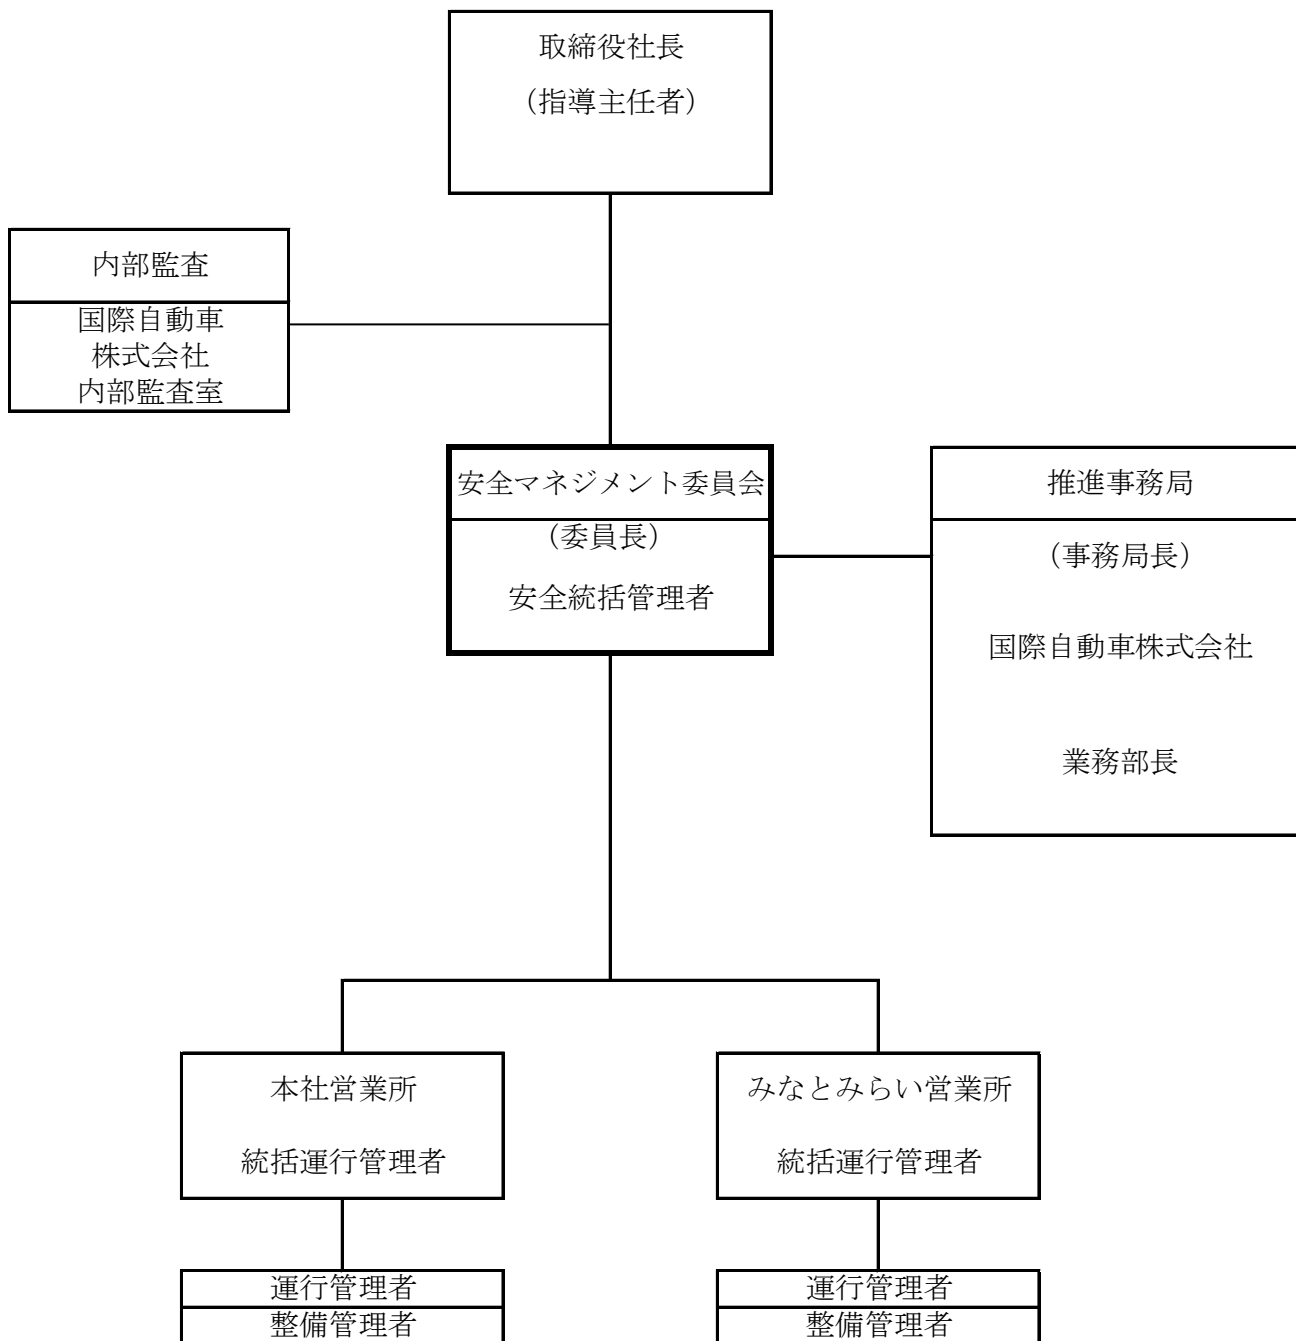 取締役社長
（指導主任者）
内部監査
国際自動車
株式会社
内部監査室
安全マネジメント委員会
（委員長）
安全統括管理者
推進事務局
（事務局長）
国際自動車株式会社
業務部長
本社営業所
統括運行管理者
みなとみらい営業所
統括運行管理者
運行管理者
整備管理者
運行管理者
整備管理者